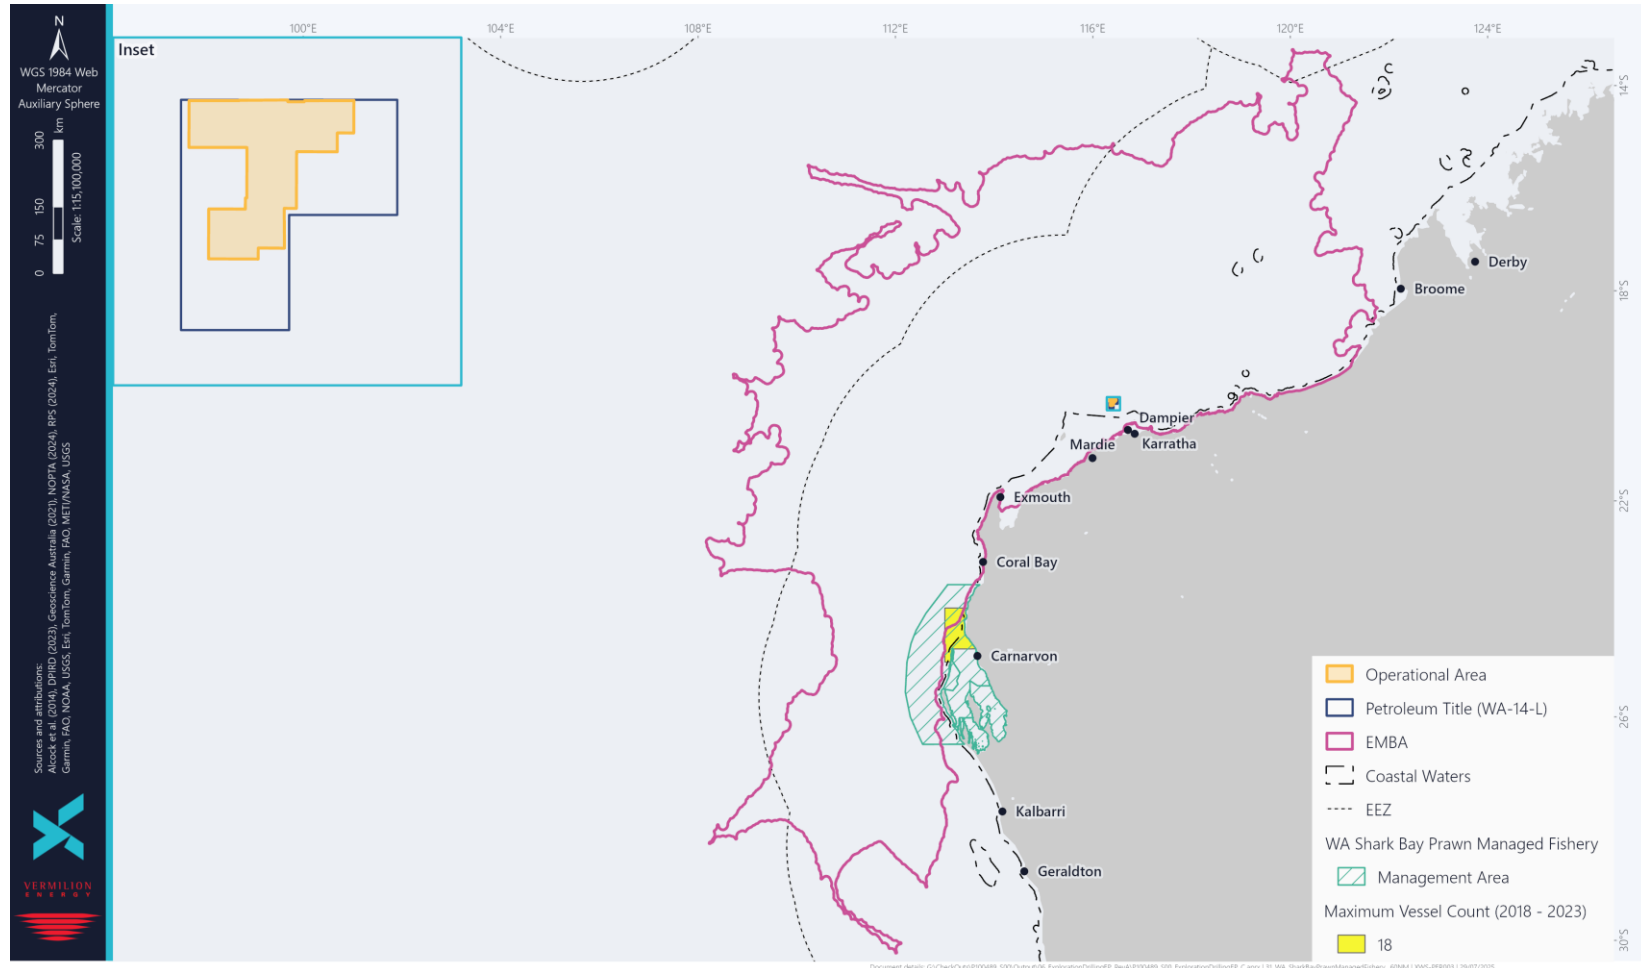 N
WGS 1984 Web
Mercator
Auxiliary Sphere
km
300
150
75
0
Scale: 1:15,100,000
Sources and attributions:
Alcock et al. (2014), DPIRD (2023), Geoscience Australia (2021), NOPTA (2024), RPS (2024), Esri, TomTom,
Garmin, FAO, NOAA, USGS, Esri, TomTom, Garmin, FAO, METI/NASA, USGS
VERMILION
ENERGY
Inset
100°E
104°E
108°E
112°E
116°E
120°E
124°E
14°S
18°S
22°S
26°S
30°S
Derby
Broome
Dampier
Mardie
Karratha
Exmouth
Coral Bay
Carnarvon
Kalbarri
Geraldton
Operational Area
Petroleum Title (WA-14-L)
EMBA
Coastal Waters
EEZ
WA Shark Bay Prawn Managed Fishery
Management Area
Maximum Vessel Count (2018 - 2023)
18